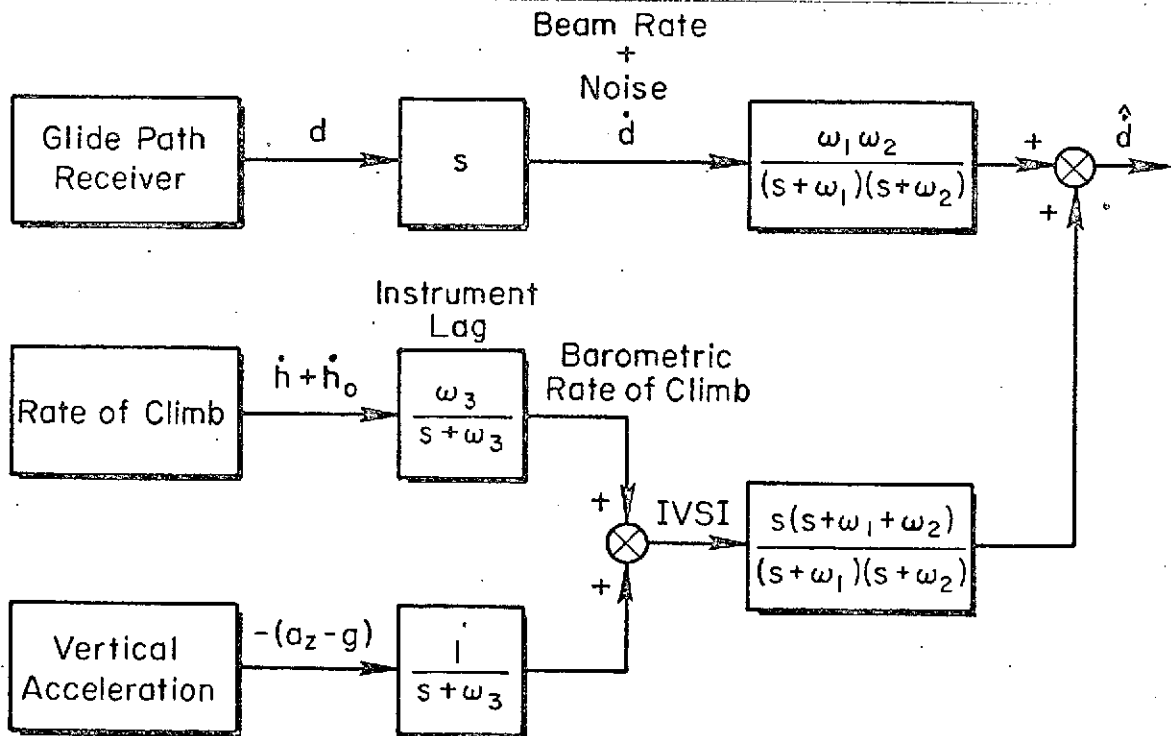 Beam Rate
+
Noise
Glide Path
Receiver
d
s
ḋ
ω₁ω₂
(s+ω₁)(s+ω₂)
+
+
d̂̇
Instrument
Lag
Rate of Climb
ḣ + ḣ₀
ω₃
s+ω₃
Barometric
Rate of Climb
+
+
IVSI
s(s+ω₁+ω₂)
(s+ω₁)(s+ω₂)
Vertical
Acceleration
-(a_z - g)
1
s+ω₃